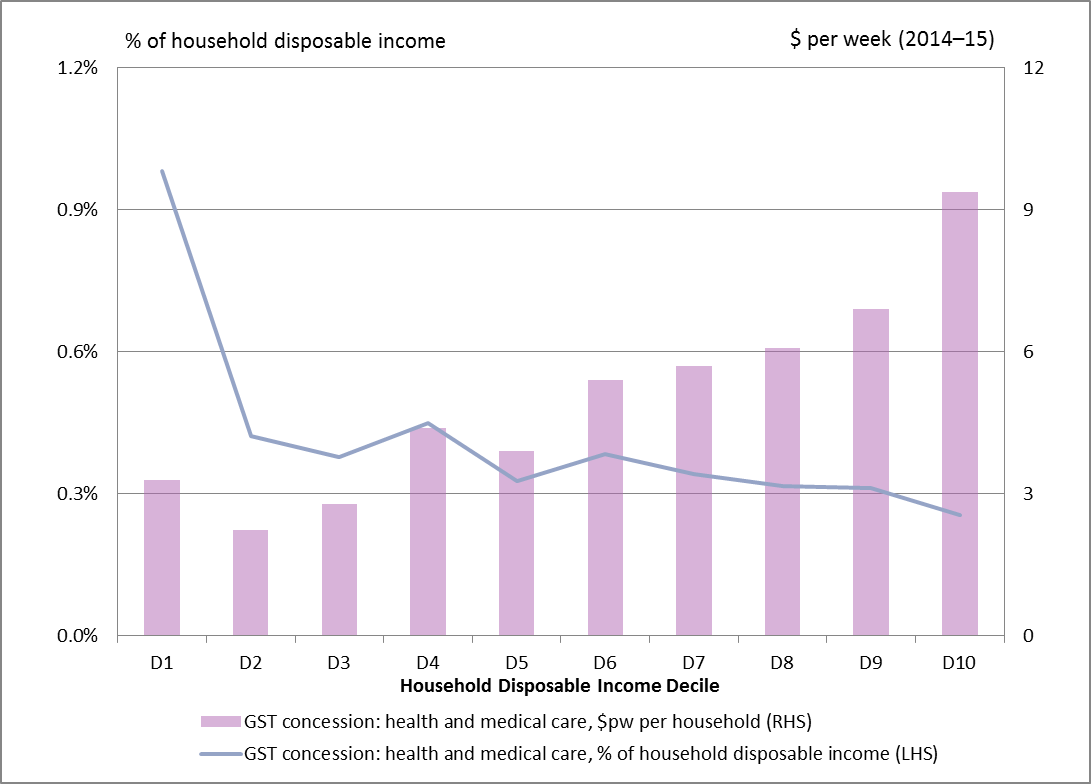 % of household disposable income
$ per week (2014–15)
1.2%
0.9%
0.6%
0.3%
0.0%
12
9
6
3
0
D1 D2 D3 D4 D5 D6 D7 D8 D9 D10
Household Disposable Income Decile
GST concession: health and medical care, $pw per household (RHS)
GST concession: health and medical care, % of household disposable income (LHS)